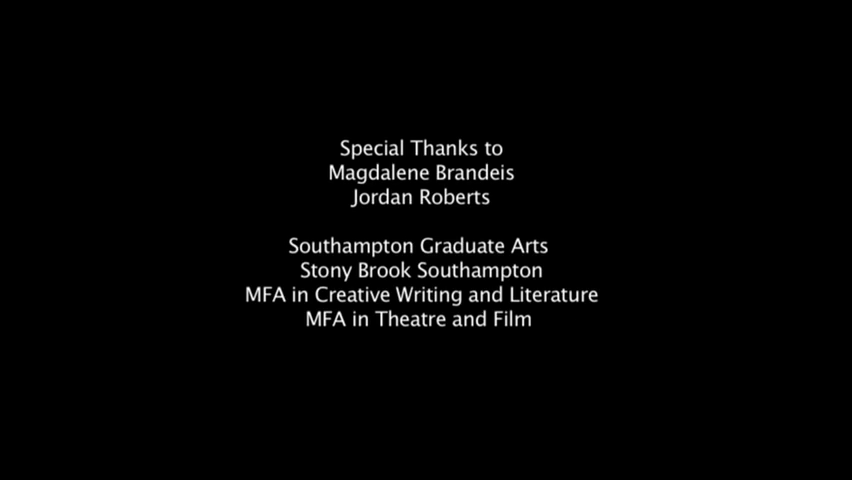 Special Thanks to
Magdalene Brandeis
Jordan Roberts
Southampton Graduate Arts
Stony Brook Southampton
MFA in Creative Writing and Literature
MFA in Theatre and Film